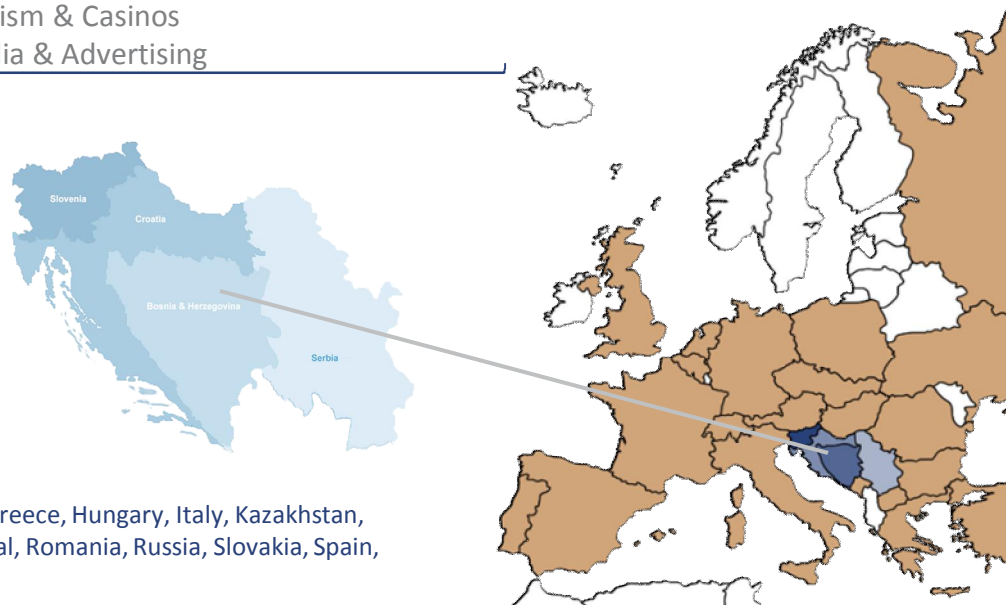 ism & Casinos
ia & Advertising
Slovenia
Croatia
Bosnia & Herzegovina
Serbia
reece, Hungary, Italy, Kazakhstan,
al, Romania, Russia, Slovakia, Spain,